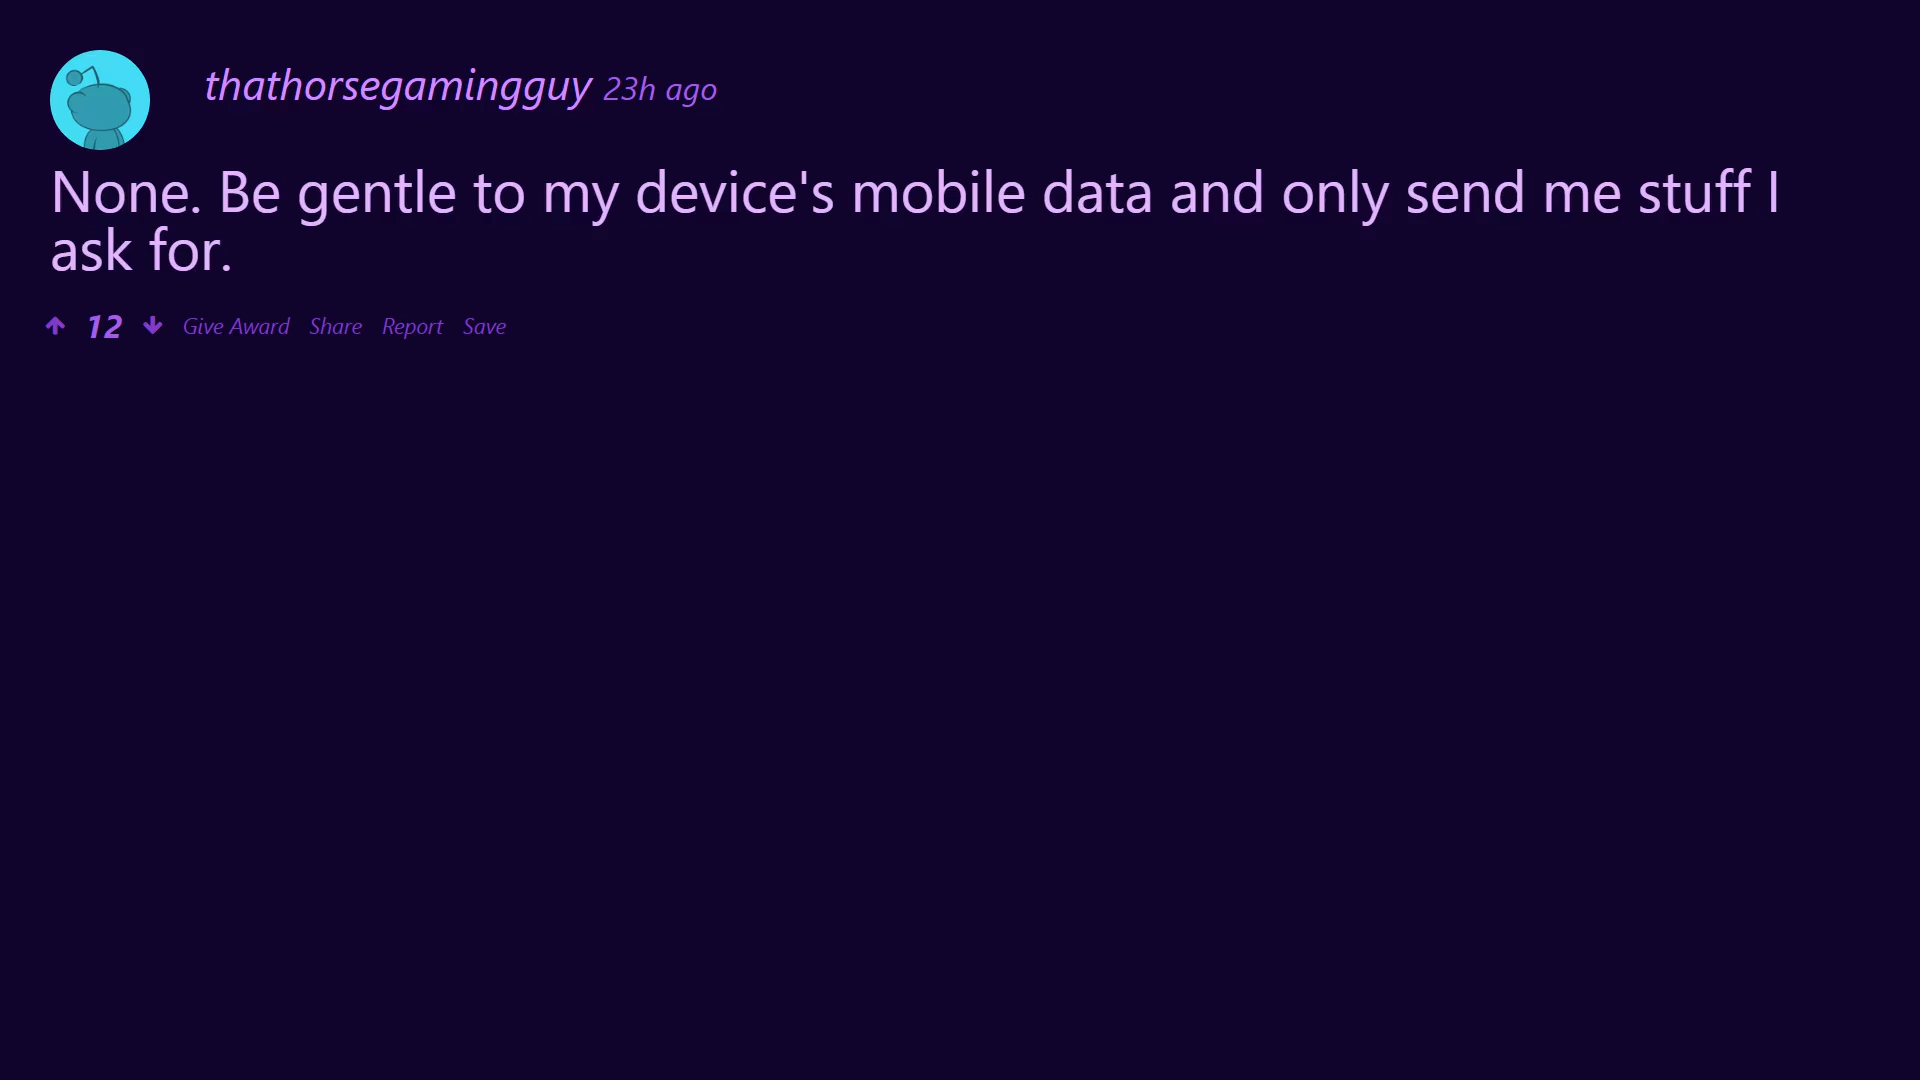 thathorsegamingguy 23h ago
None. Be gentle to my device's mobile data and only send me stuff I
ask for.
12 Give Award Share Report Save